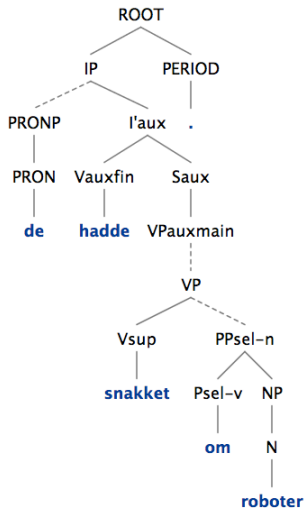 ROOT
IP PERIOD
PRONP I'aux .
PRON Vauxfin Saux
de hadde VPauxmain
VP
Vsup PPsel-n
snakket Psel-v NP
om N
roboter